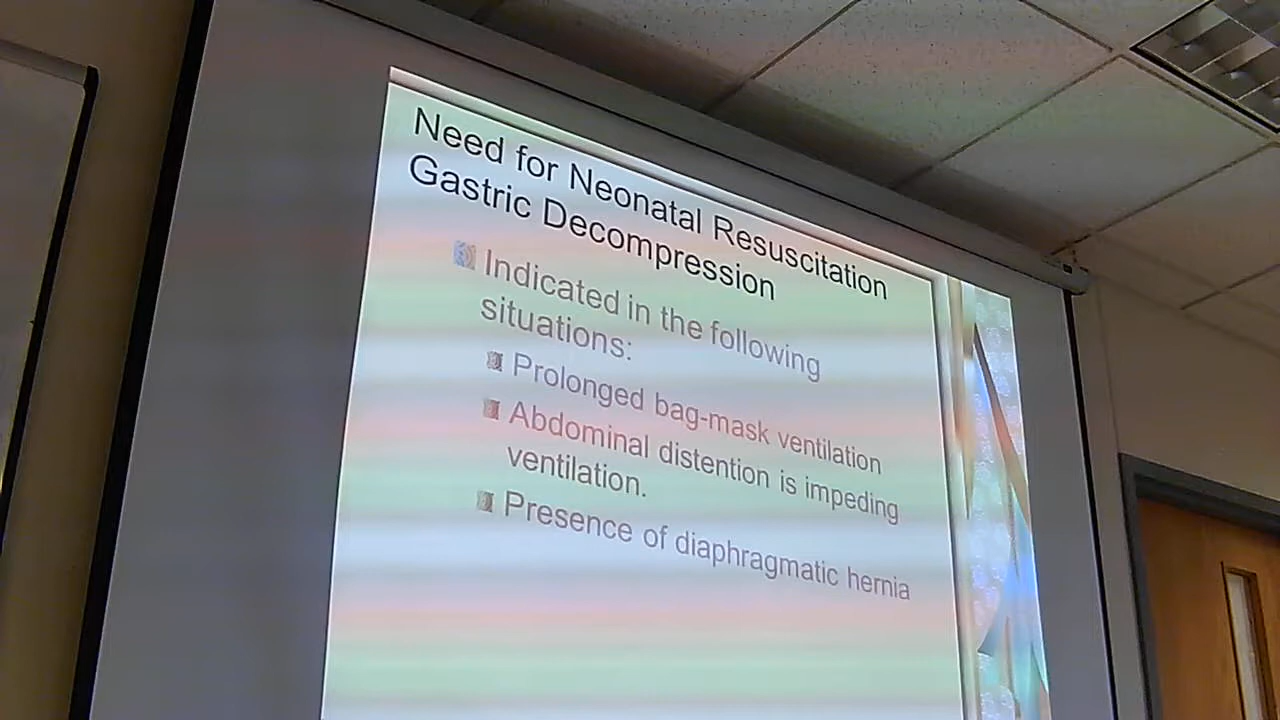 Need for Neonatal Resuscitation
Gastric Decompression
Indicated in the following
situations:
Prolonged bag-mask ventilation
Abdominal distention is impeding
ventilation.
Presence of diaphragmatic hernia